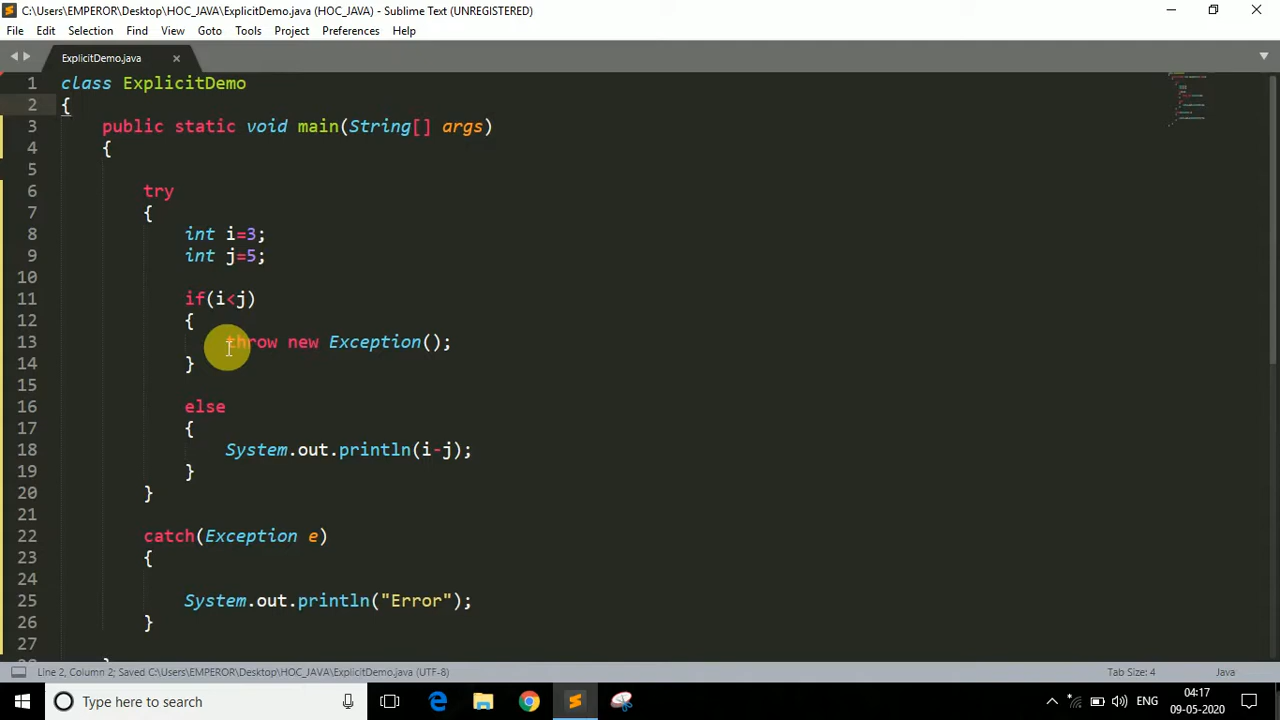 C:\Users\EMPEROR\Desktop\HOC_JAVA\ExplicitDemo.java (HOC_JAVA) - Sublime Text (UNREGISTERED)
File Edit Selection Find View Goto Tools Project Preferences Help
ExplicitDemo.java
1 class ExplicitDemo
2 {
3 public static void main(String[] args)
4 {
5
6 try
7 {
8 int i=3;
9 int j=5;
10
11 if(i<j)
12 {
13 throw new Exception();
14 }
15
16 else
17 {
18 System.out.println(i-j);
19 }
20 }
21
22 catch(Exception e)
23 {
24
25 System.out.println("Error");
26 }
27
Line 2, Column 2; Saved C:\Users\EMPEROR\Desktop\HOC_JAVA\ExplicitDemo.java (UTF-8) Tab Size: 4 Java
Type here to search ENG 04:17
09-05-2020